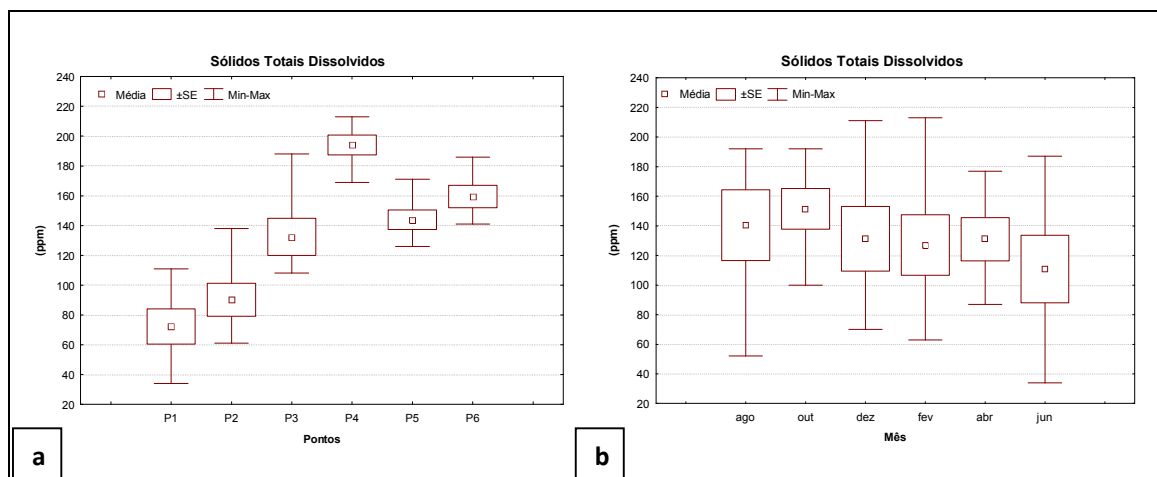 Sólidos Totais Dissolvidos
Média ±SE Min-Max
240
220
200
180
160
140
120
100
80
60
40
20
(ppm)
P1 P2 P3 P4 P5 P6
Pontos
a
Sólidos Totais Dissolvidos
Média ±SE Min-Max
240
220
200
180
160
140
120
100
80
60
40
20
(ppm)
ago out dez fev abr jun
Mês
b